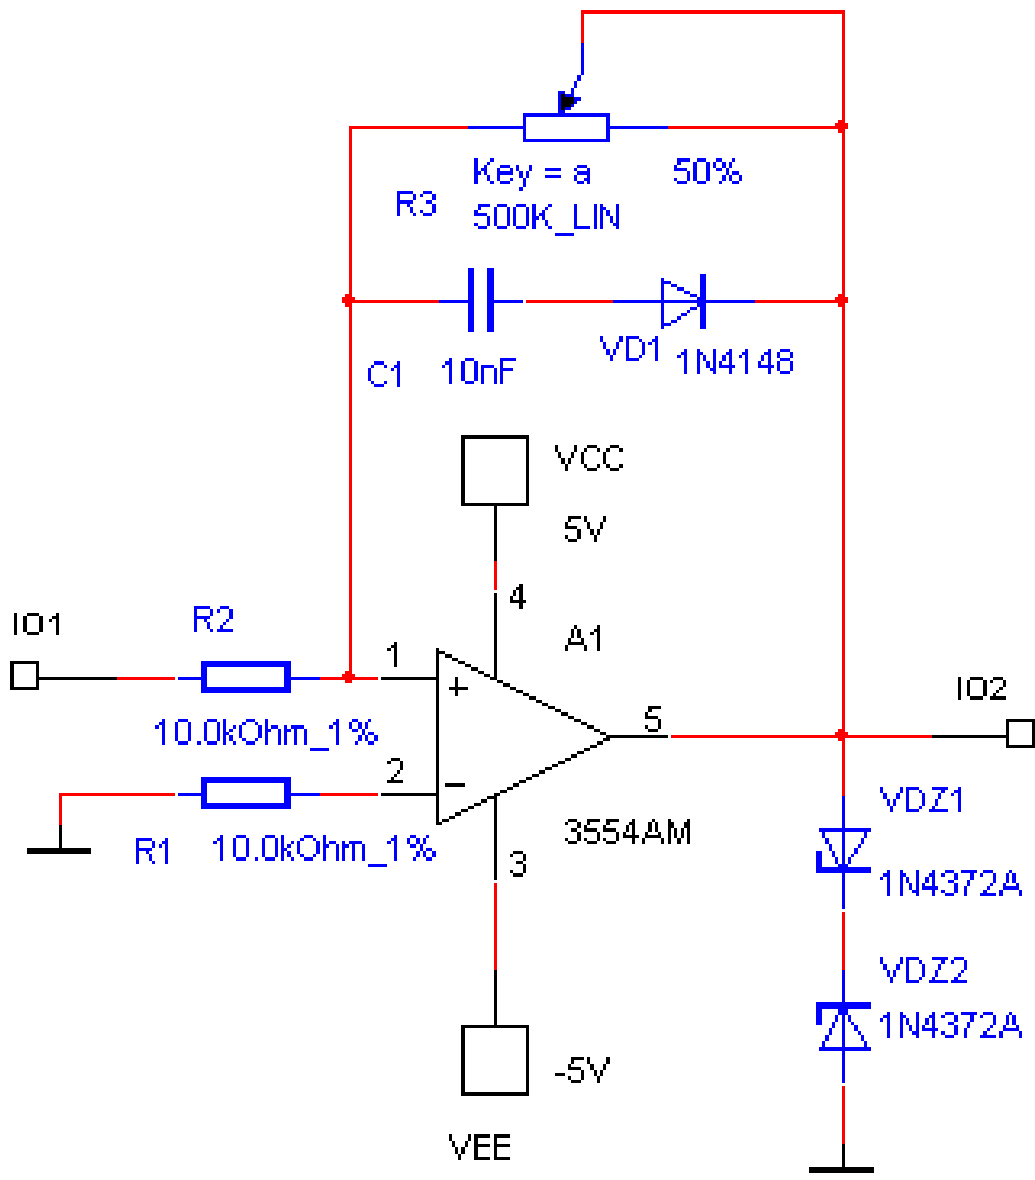 Key = a
50%
R3
500K_LIN
VD1
1N4148
C1
10nF
VCC
5V
4
IO1
R2
A1
1
+
IO2
5
10.0kOhm_1%
2
−
VDZ1
R1
10.0kOhm_1%
3554AM
3
1N4372A
VDZ2
1N4372A
-5V
VEE